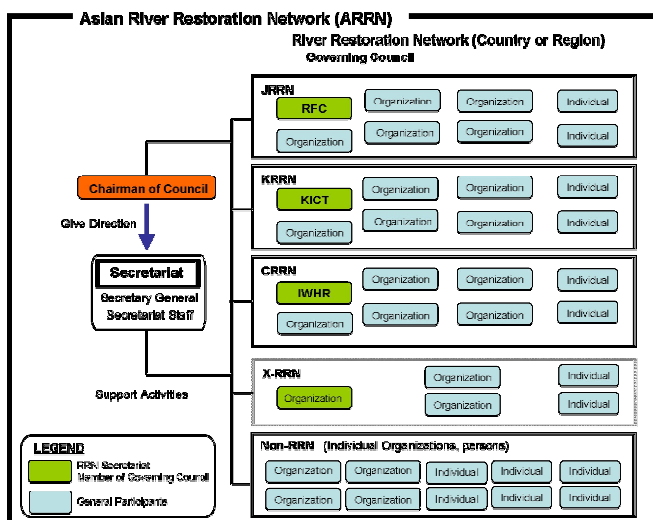 Asian River Restoration Network (ARRN)
River Restoration Network (Country or Region)
Governing Council
JRRN
RFC
Organization
Organization
Individual
Organization
Organization
Organization
Individual
Chairman of Council
Give Direction
Secretariat
Secretary General
Secretariat Staff
Support Activities
KRRN
KICT
Organization
Organization
Individual
Organization
Organization
Organization
Individual
CRRN
IWHR
Organization
Organization
Individual
Organization
Organization
Organization
Individual
X-RRN
Organization
Organization
Individual
Organization
Individual
Non-RRN (Individual Organizations, persons)
Organization
Organization
Individual
Individual
Individual
Organization
Organization
Individual
Individual
Individual
LEGEND
RRN Secretariat
Member of Governing Council
General Participants